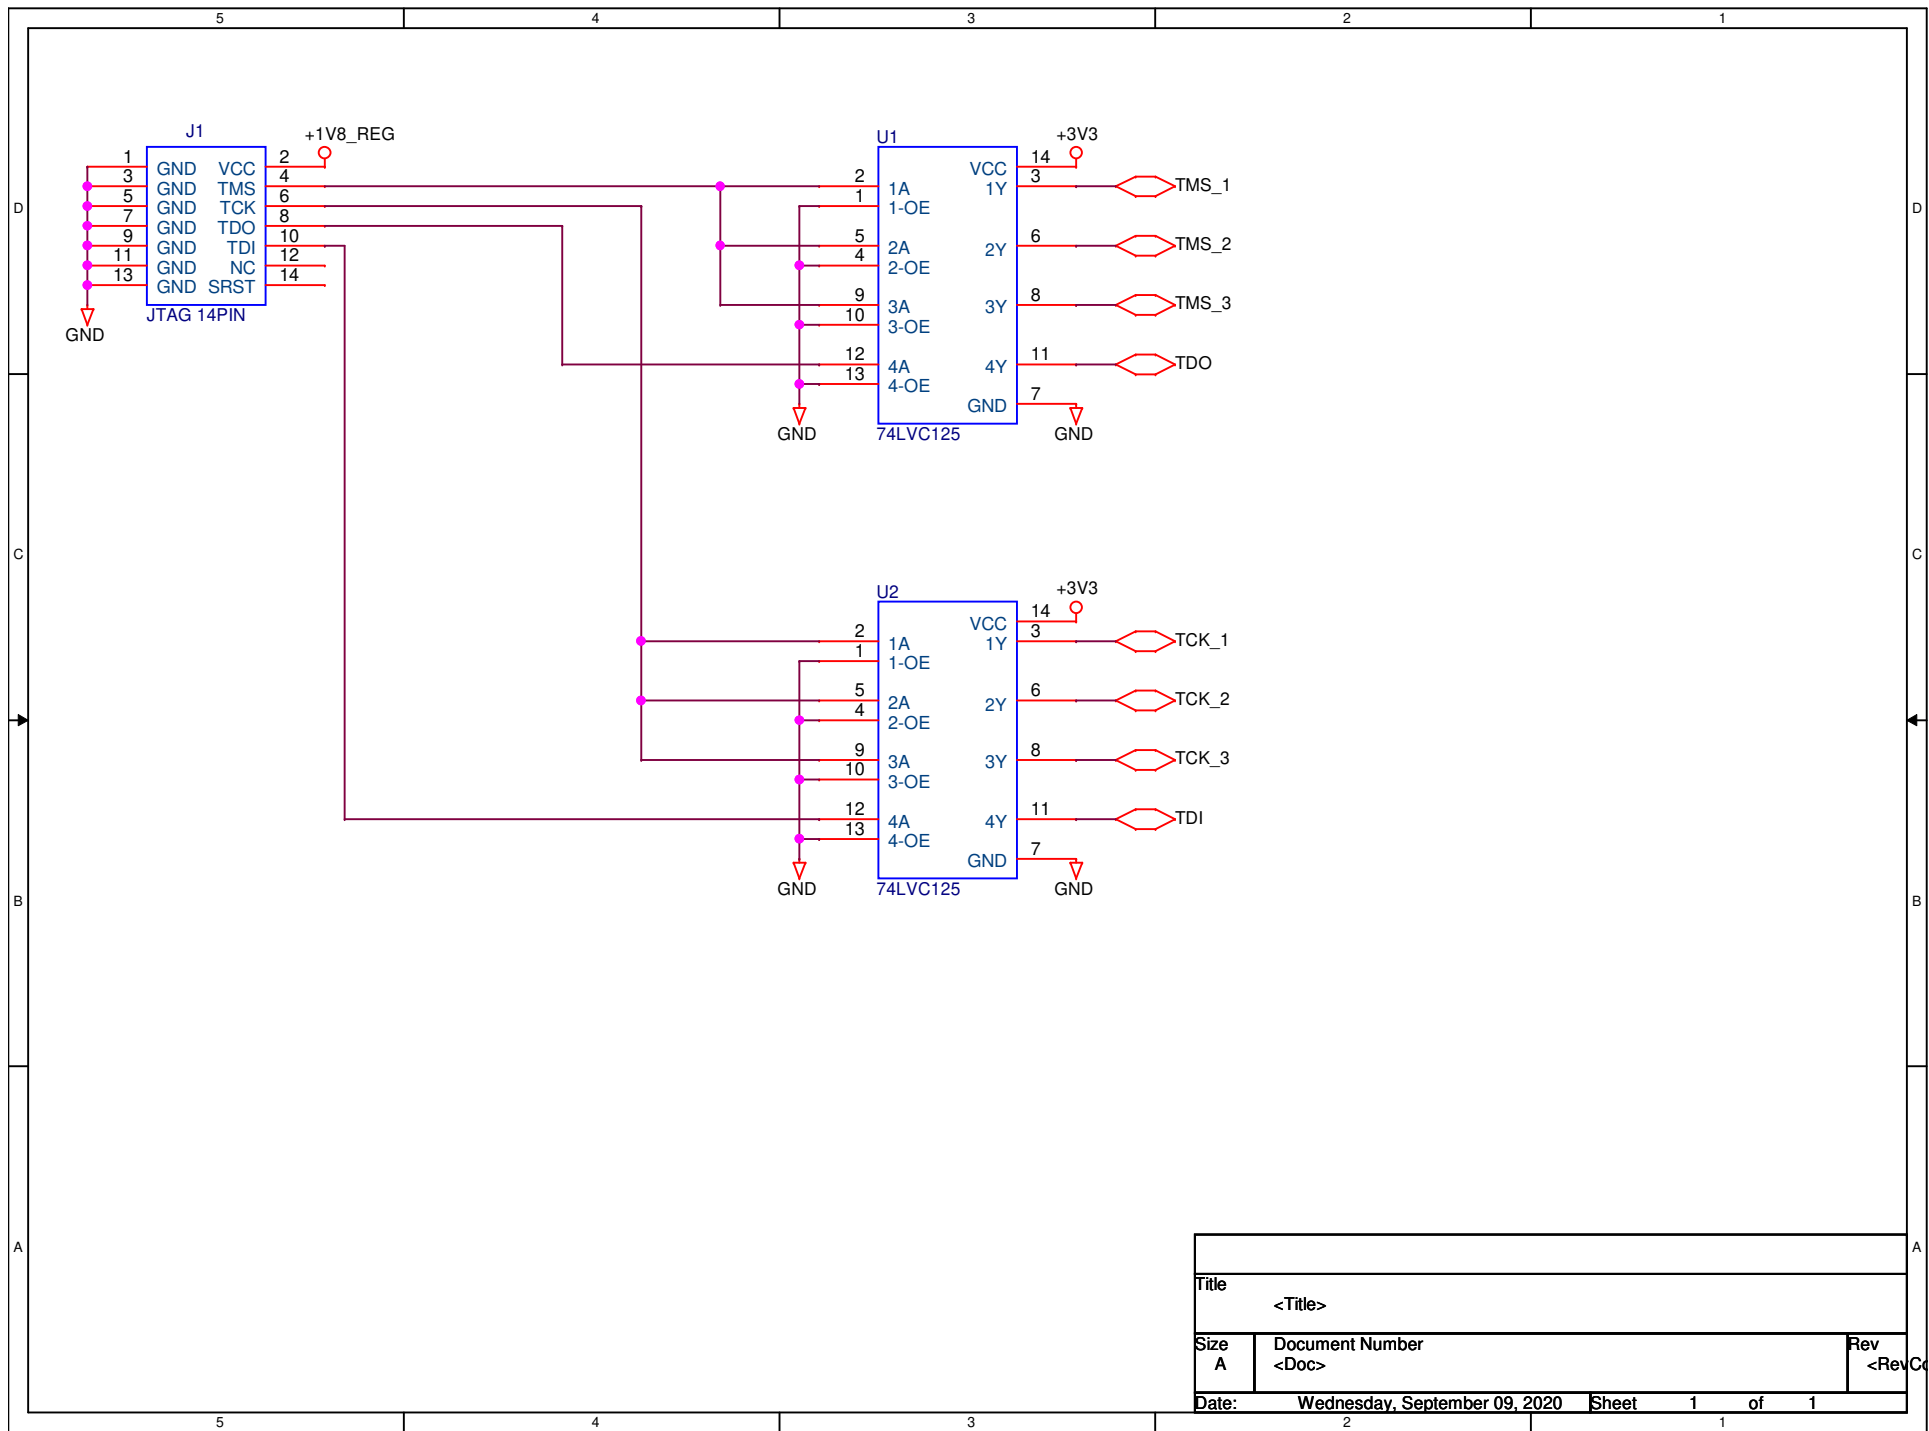 5 4 3 2 1
D
C
B
A
D
C
B
A
J1
+1V8_REG
1 GND VCC 2
3 GND TMS 4
5 GND TCK 6
7 GND TDO 8
9 GND TDI 10
11 GND NC 12
13 GND SRST 14
JTAG 14PIN
GND
U1
+3V3
VCC 14
2 1A 1Y 3 TMS_1
1 1-OE
5 2A 2Y 6 TMS_2
4 2-OE
9 3A 3Y 8 TMS_3
10 3-OE
12 4A 4Y 11 TDO
13 4-OE
GND 7
GND 74LVC125 GND
U2
+3V3
VCC 14
2 1A 1Y 3 TCK_1
1 1-OE
5 2A 2Y 6 TCK_2
4 2-OE
9 3A 3Y 8 TCK_3
10 3-OE
12 4A 4Y 11 TDI
13 4-OE
GND 7
GND 74LVC125 GND
Title
<Title>
Size Document Number Rev
A <Doc>
Date: Wednesday, September 09, 2020 Sheet 1 of 1
5 4 3 2 1